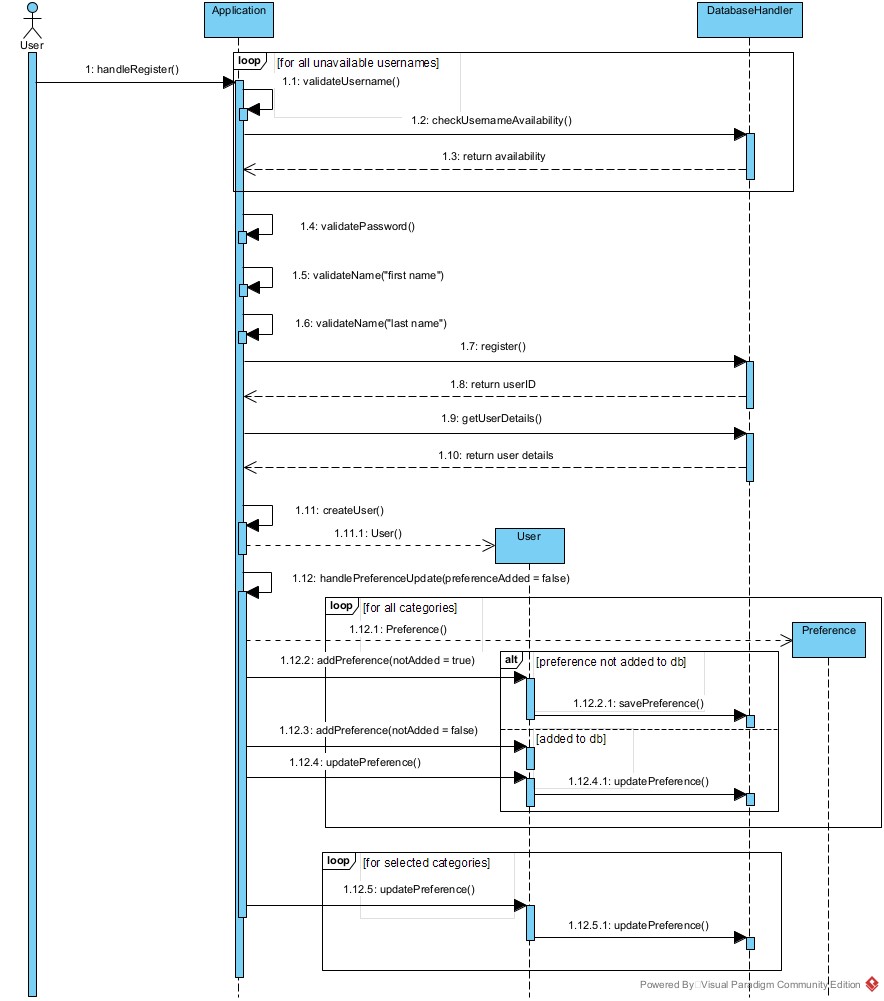 Application
DatabaseHandler
User
loop
[for all unavailable usernames]
1: handleRegister()
1.1: validateUsername()
1.2: checkUsernameAvailability()
1.3: return availability
1.4: validatePassword()
1.5: validateName("first name")
1.6: validateName("last name")
1.7: register()
1.8: return userID
1.9: getUserDetails()
1.10: return user details
1.11: createUser()
1.11.1: User()
User
1.12: handlePreferenceUpdate(preferenceAdded = false)
loop
[for all categories]
1.12.1: Preference()
Preference
1.12.2: addPreference(notAdded = true)
alt
[preference not added to db]
1.12.2.1: savePreference()
1.12.3: addPreference(notAdded = false)
[added to db]
1.12.4: updatePreference()
1.12.4.1: updatePreference()
loop
[for selected categories]
1.12.5: updatePreference()
1.12.5.1: updatePreference()
Powered By Visual Paradigm Community Edition